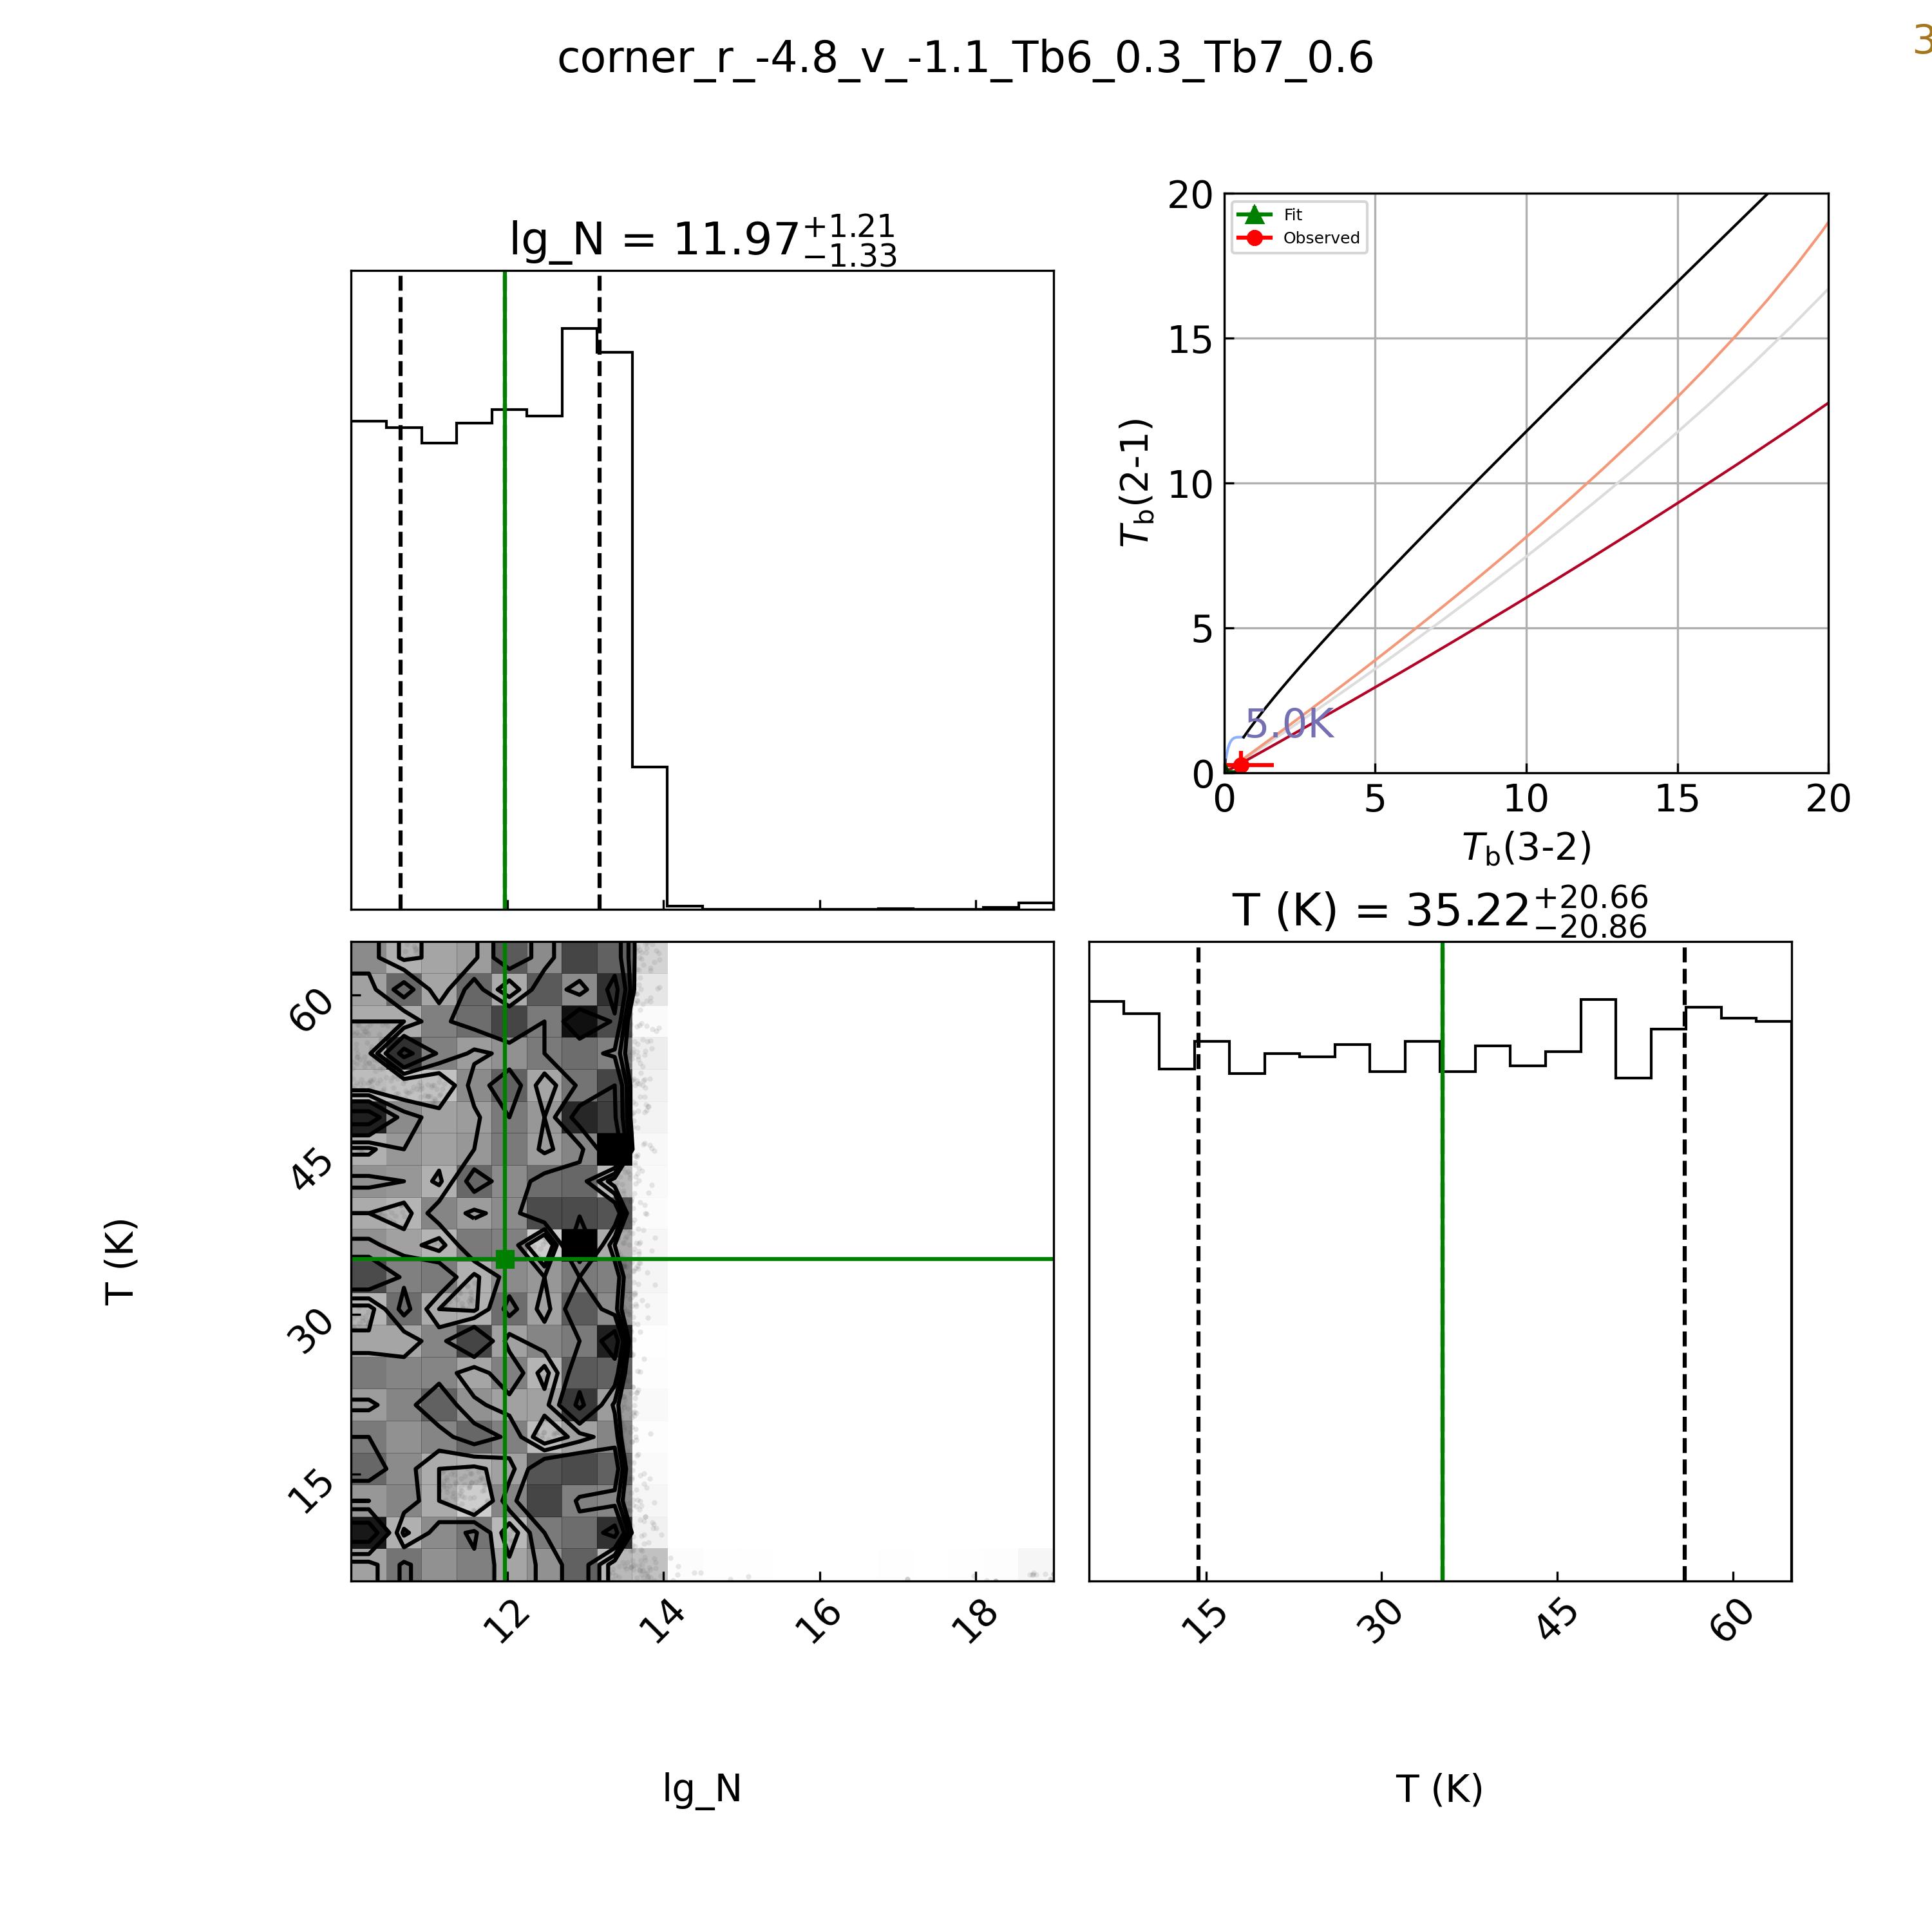 corner_r_-4.8_v_-1.1_Tb6_0.3_Tb7_0.6
3
lg_N = 11.97 +1.21 −1.33
20
15
10
5
0
Fit
Observed
5.0K
T_b(2-1)
0 5 10 15 20
T_b(3-2)
T (K) = 35.22 +20.66 −20.86
60
45
30
15
T (K)
12 14 16 18
lg_N
15 30 45 60
T (K)